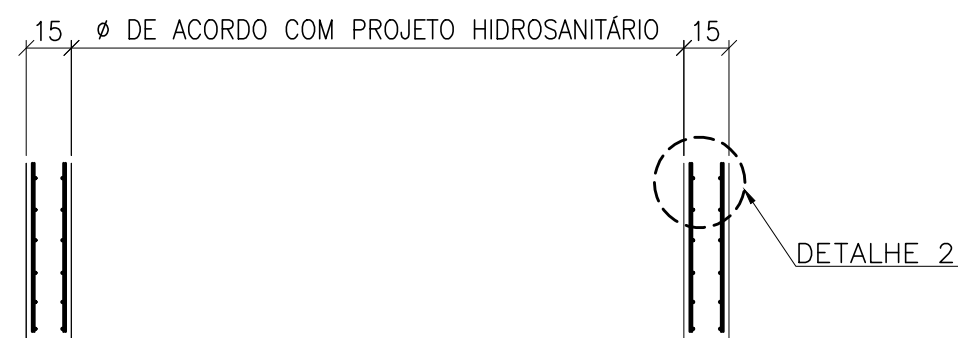 15 ø DE ACORDO COM PROJETO HIDROSANITÁRIO 15
DETALHE 2